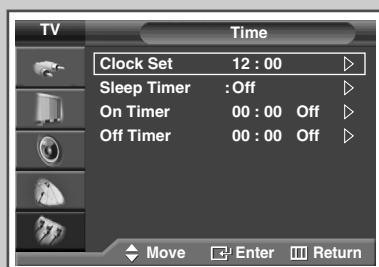 TV Time
Clock Set 12 : 00
Sleep Timer : Off
On Timer 00 : 00 Off
Off Timer 00 : 00 Off
Move Enter Return